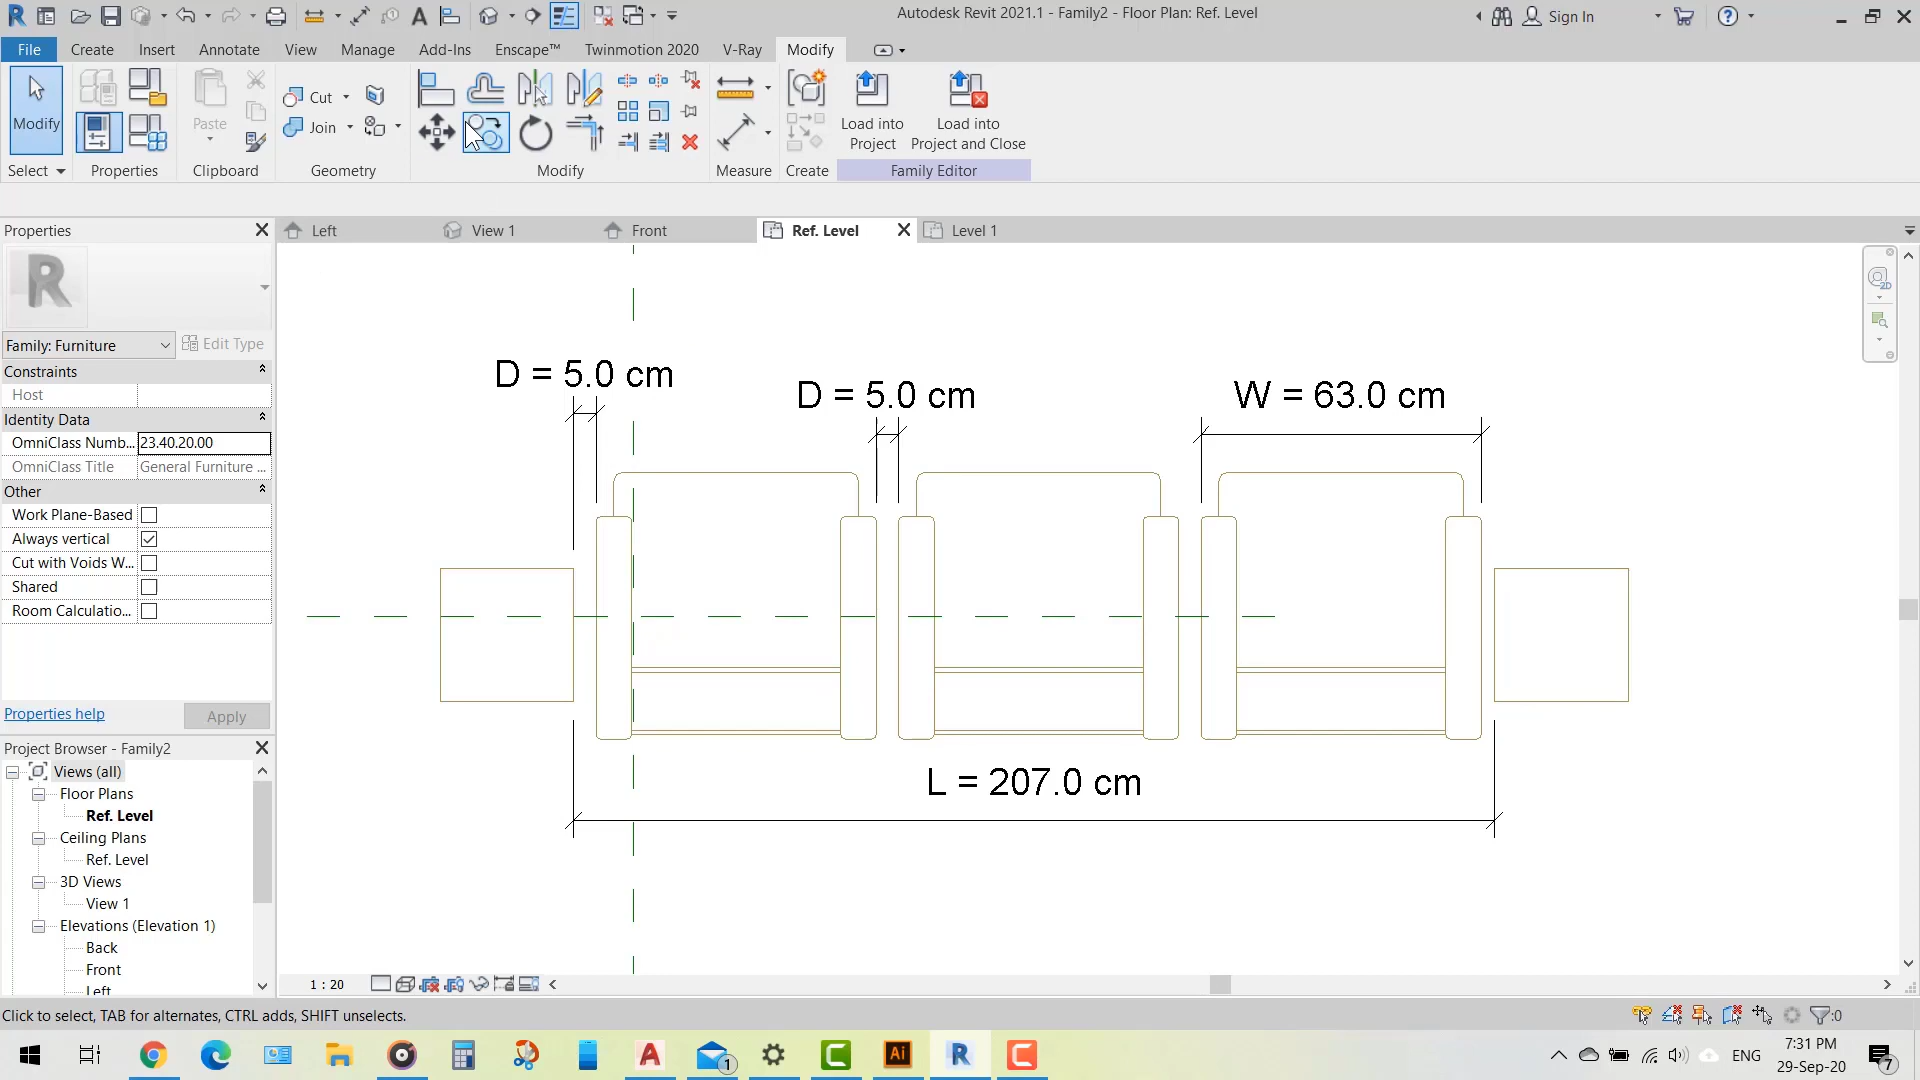 Autodesk Revit 2021.1 - Family2 - Floor Plan: Ref. Level
Sign In
File
Create
Insert
Annotate
View
Manage
Add-Ins
Enscape™
Twinmotion 2020
V-Ray
Modify
Modify
Paste
Cut
Join
Load into
Project
Load into
Project and Close
Select
Properties
Clipboard
Geometry
Modify
Measure
Create
Family Editor
Properties
Left
View 1
Front
Ref. Level
Level 1
Family: Furniture
Edit Type
Constraints
Host
Identity Data
OmniClass Numb... 23.40.20.00
OmniClass Title General Furniture ...
Other
Work Plane-Based
Always vertical
Cut with Voids W...
Shared
Room Calculatio...
Properties help
Apply
Project Browser - Family2
Views (all)
Floor Plans
Ref. Level
Ceiling Plans
Ref. Level
3D Views
View 1
Elevations (Elevation 1)
Back
Front
Left
D = 5.0 cm
D = 5.0 cm
W = 63.0 cm
L = 207.0 cm
2D
1 : 20
Click to select, TAB for alternates, CTRL adds, SHIFT unselects.
:0
1
Ai
ENG
7:31 PM
29-Sep-20
7